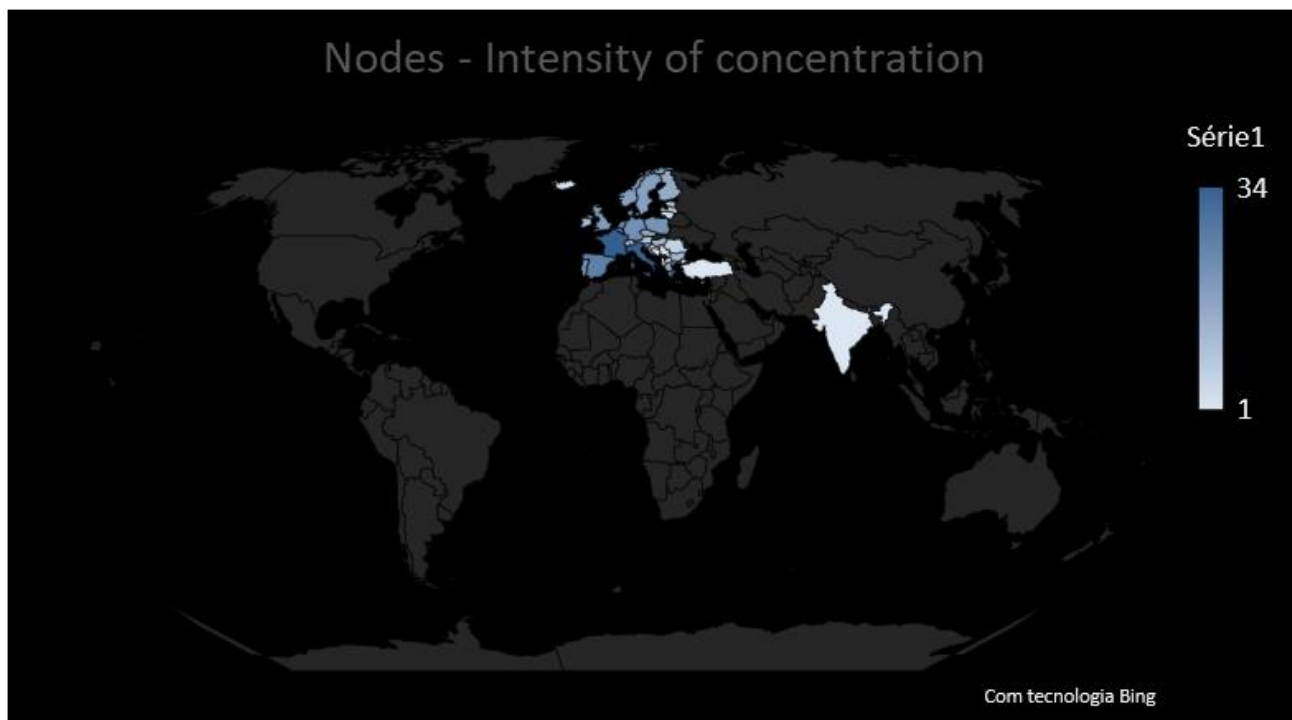 Nodes - Intensity of concentration
Série1
34
1
Com tecnologia Bing